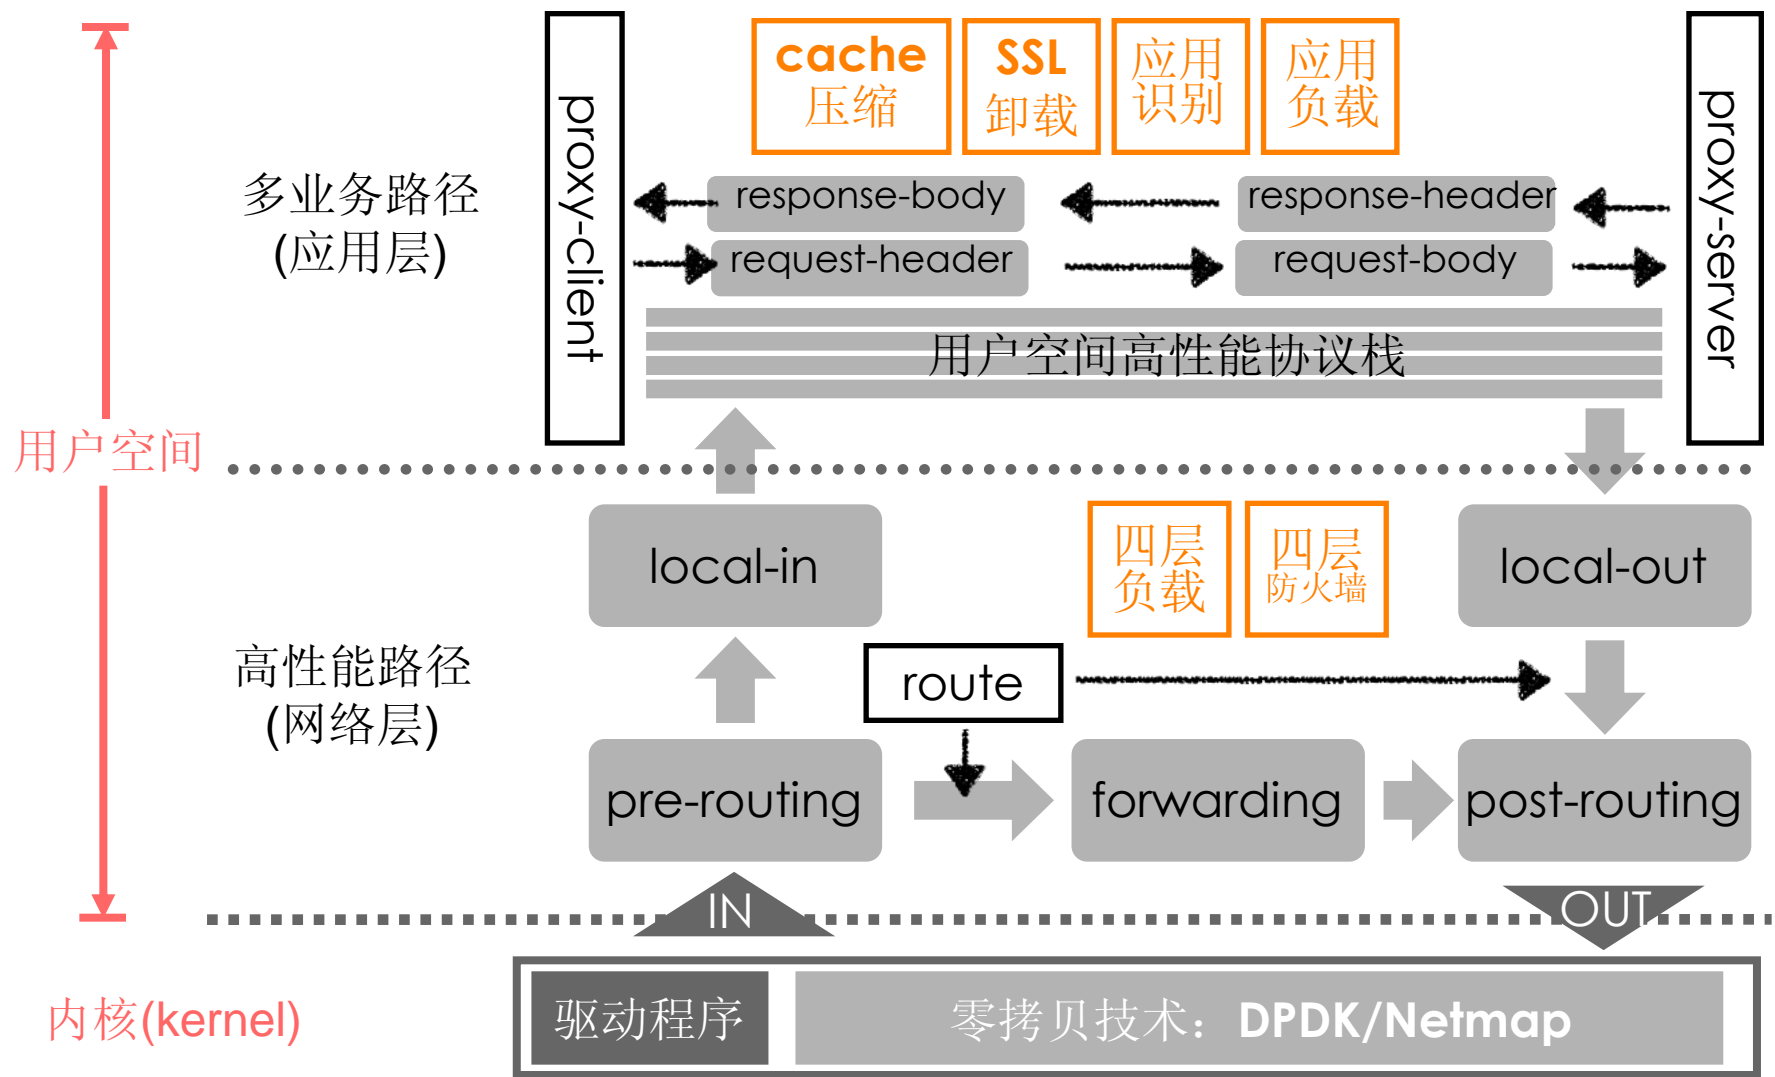 cache
压缩
SSL
卸载
应用
识别
应用
负载
proxy-client
proxy-server
多业务路径
(应用层)
response-body
response-header
request-header
request-body
用户空间高性能协议栈
用户空间
local-in
四层
负载
四层
防火墙
local-out
高性能路径
(网络层)
route
pre-routing
forwarding
post-routing
IN
OUT
内核(kernel)
驱动程序
零拷贝技术：DPDK/Netmap